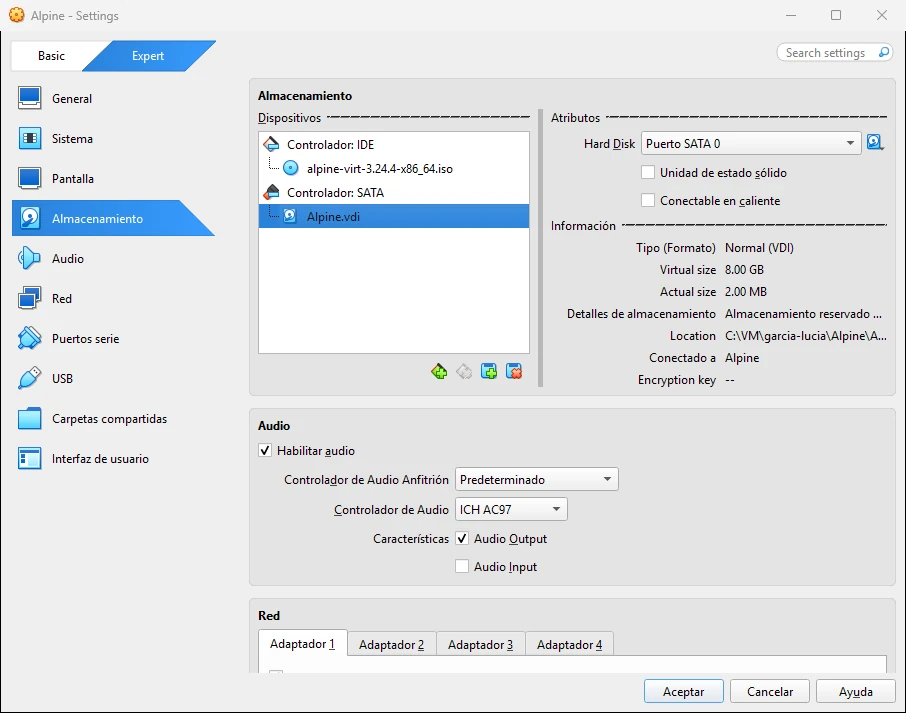 Alpine - Settings
Basic
Expert
Search settings
General
Sistema
Pantalla
Almacenamiento
Audio
Red
Puertos serie
USB
Carpetas compartidas
Interfaz de usuario
Almacenamiento
Dispositivos
Controlador: IDE
alpine-virt-3.24.4-x86_64.iso
Controlador: SATA
Alpine.vdi
Atributos
Hard Disk Puerto SATA 0
Unidad de estado sólido
Conectable en caliente
Información
Tipo (Formato) Normal (VDI)
Virtual size 8.00 GB
Actual size 2.00 MB
Detalles de almacenamiento Almacenamiento reservado ...
Location C:\VM\garcia-lucia\Alpine\A...
Conectado a Alpine
Encryption key --
Audio
Habilitar audio
Controlador de Audio Anfitrión Predeterminado
Controlador de Audio ICH AC97
Características Audio Output
Audio Input
Red
Adaptador 1 Adaptador 2 Adaptador 3 Adaptador 4
Aceptar Cancelar Ayuda